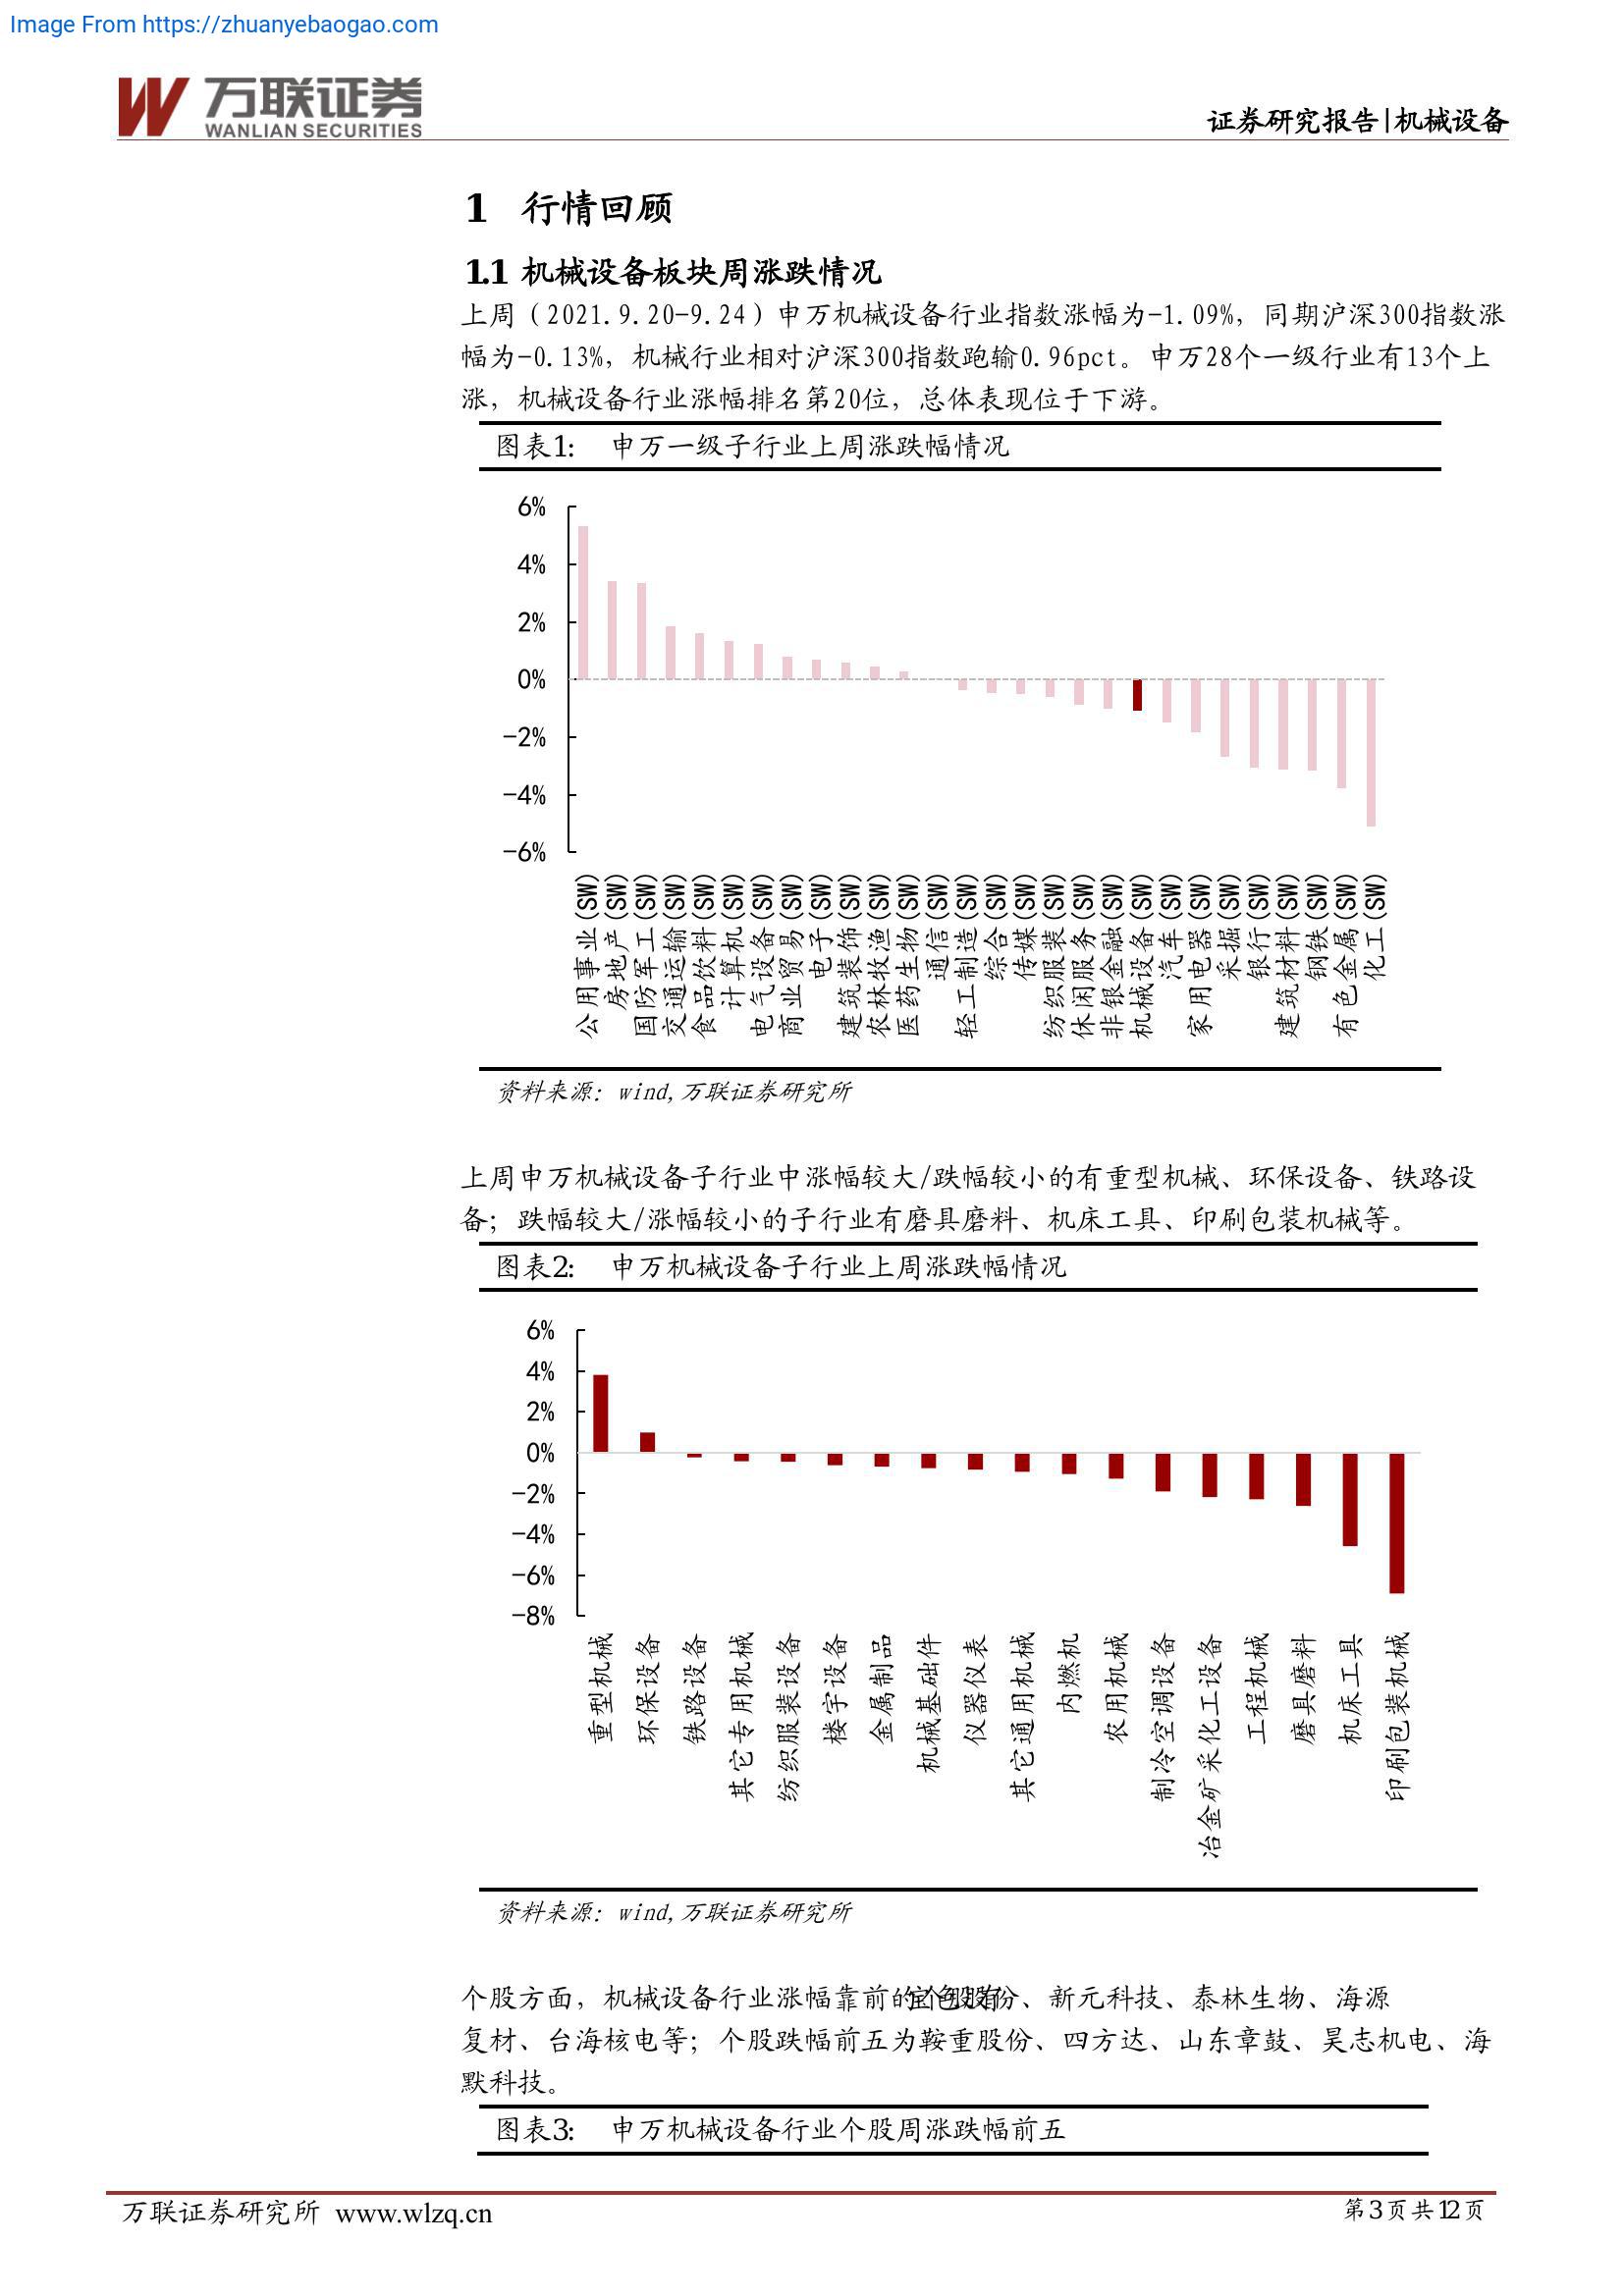 Image From https://zhuanyebaogao.com
万联证券
WANLIAN SECURITIES
证券研究报告|机械设备
1 行情回顾
1.1 机械设备板块周涨跌情况
上周（2021.9.20-9.24）申万机械设备行业指数涨幅为-1.09%，同期沪深300指数涨
幅为-0.13%，机械行业相对沪深300指数跑输0.96pct。申万28个一级行业有13个上
涨，机械设备行业涨幅排名第20位，总体表现位于下游。
图表1： 申万一级子行业上周涨跌幅情况
6%
4%
2%
0%
-2%
-4%
-6%
公用事业(SW)
房地产(SW)
国防军工(SW)
交通运输(SW)
食品饮料(SW)
计算机(SW)
电气设备(SW)
商业贸易(SW)
电子(SW)
建筑装饰(SW)
农林牧渔(SW)
医药生物(SW)
通信(SW)
轻工制造(SW)
综合(SW)
传媒(SW)
纺织服装(SW)
休闲服务(SW)
非银金融(SW)
机械设备(SW)
汽车(SW)
家用电器(SW)
采掘(SW)
银行(SW)
建筑材料(SW)
钢铁(SW)
有色金属(SW)
化工(SW)
资料来源：wind,万联证券研究所
上周申万机械设备子行业中涨幅较大/跌幅较小的有重型机械、环保设备、铁路设
备；跌幅较大/涨幅较小的子行业有磨具磨料、机床工具、印刷包装机械等。
图表2： 申万机械设备子行业上周涨跌幅情况
6%
4%
2%
0%
-2%
-4%
-6%
-8%
重型机械
环保设备
铁路设备
其它专用机械
纺织服装设备
楼宇设备
金属制品
机械基础件
仪器仪表
其它通用机械
内燃机
农用机械
制冷空调设备
冶金矿采化工设备
工程机械
磨具磨料
机床工具
印刷包装机械
资料来源：wind,万联证券研究所
个股方面，机械设备行业涨幅靠前的、新元科技、泰林生物、海源
复材、台海核电等；个股跌幅前五为鞍重股份、四方达、山东章鼓、昊志机电、海
默科技。
图表3： 申万机械设备行业个股周涨跌幅前五
万联证券研究所 www.wlzq.cn
第3页共12页